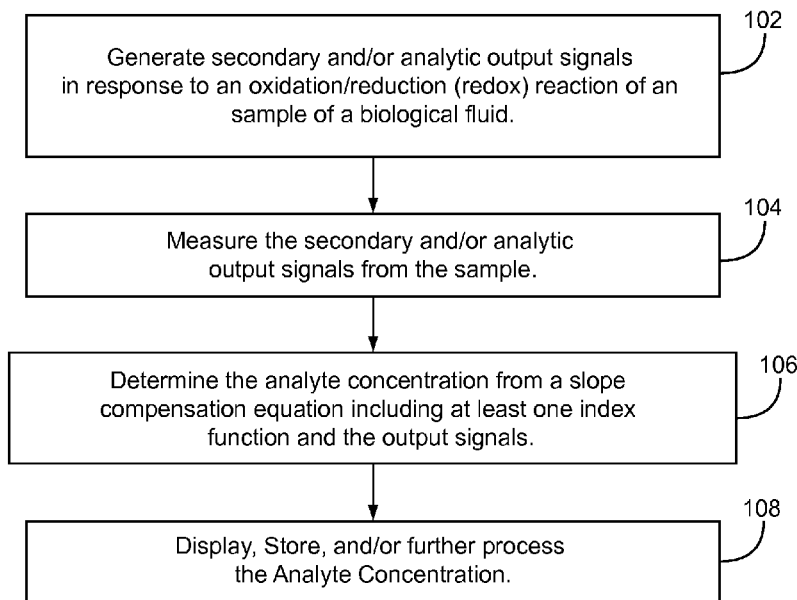 102
Generate secondary and/or analytic output signals
in response to an oxidation/reduction (redox) reaction of an
sample of a biological fluid.
104
Measure the secondary and/or analytic
output signals from the sample.
106
Determine the analyte concentration from a slope
compensation equation including at least one index
function and the output signals.
108
Display, Store, and/or further process
the Analyte Concentration.